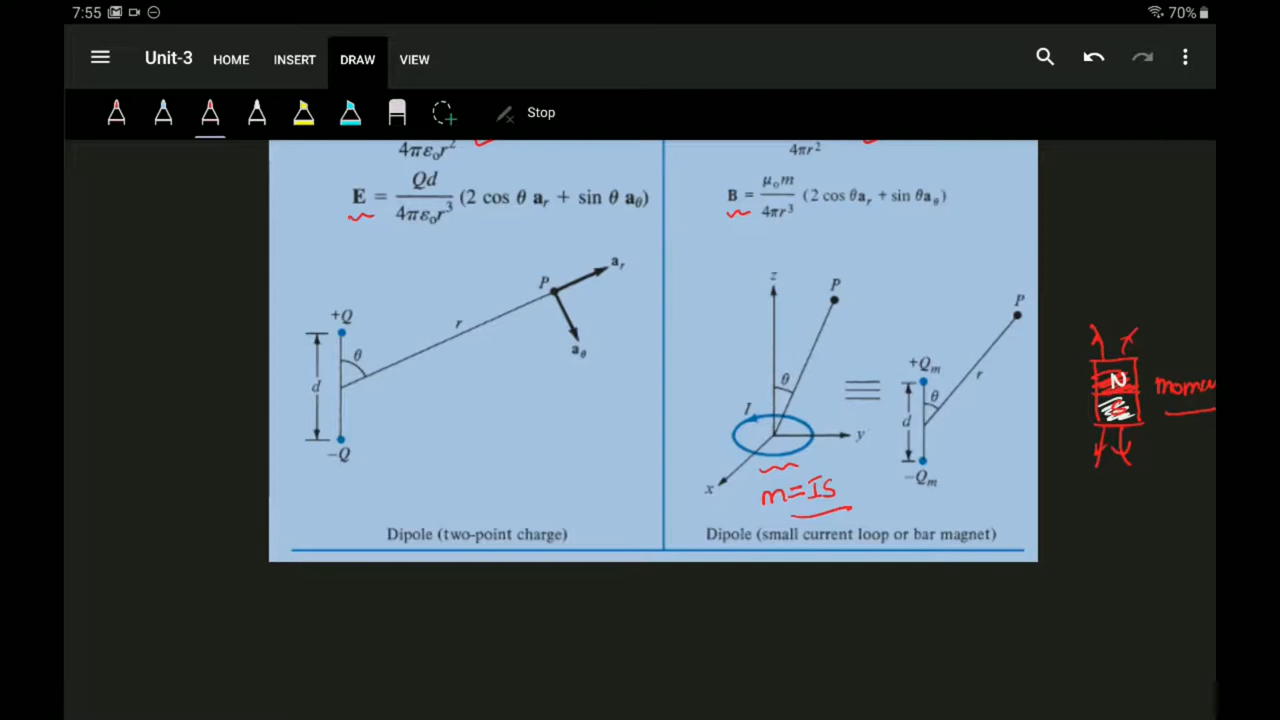 7:55
70%
Unit-3 HOME INSERT DRAW VIEW
Stop
4πε₀r²
4πr²
E = Qd / 4πε₀r³ (2 cos θ aᵣ + sin θ a_θ)
B = μ₀m / 4πr³ (2 cos θaᵣ + sin θa_θ)
P aᵣ
a_θ
+Q
θ
r
d
-Q
z
P
θ
I
y
x
m=IS
P
+Qₘ
r
θ
d
-Qₘ
N
Dipole (two-point charge)
Dipole (small current loop or bar magnet)